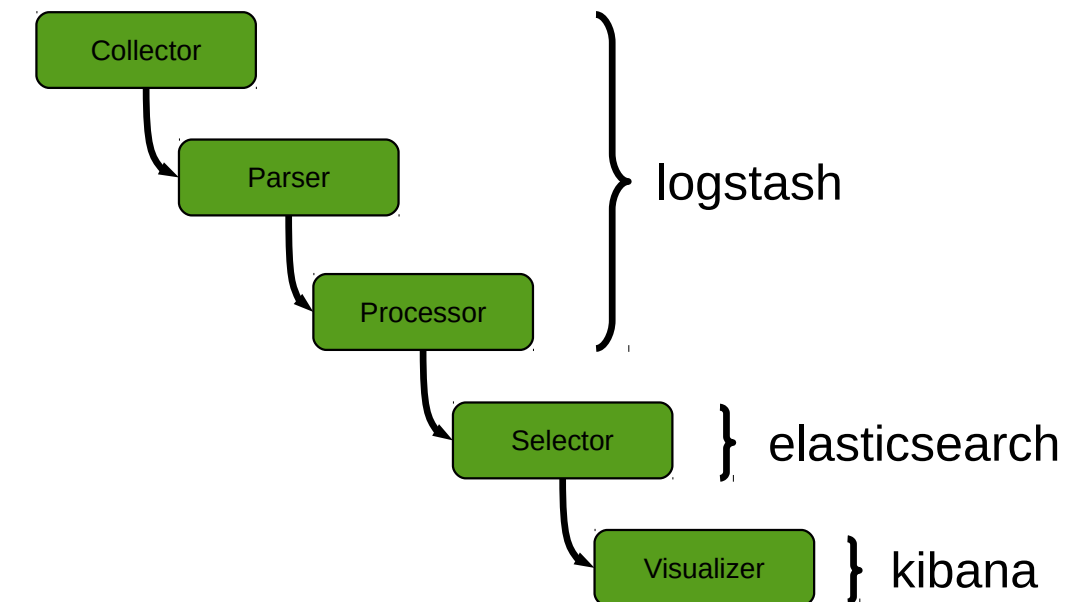 Collector
Parser
logstash
Processor
Selector
elasticsearch
Visualizer
kibana